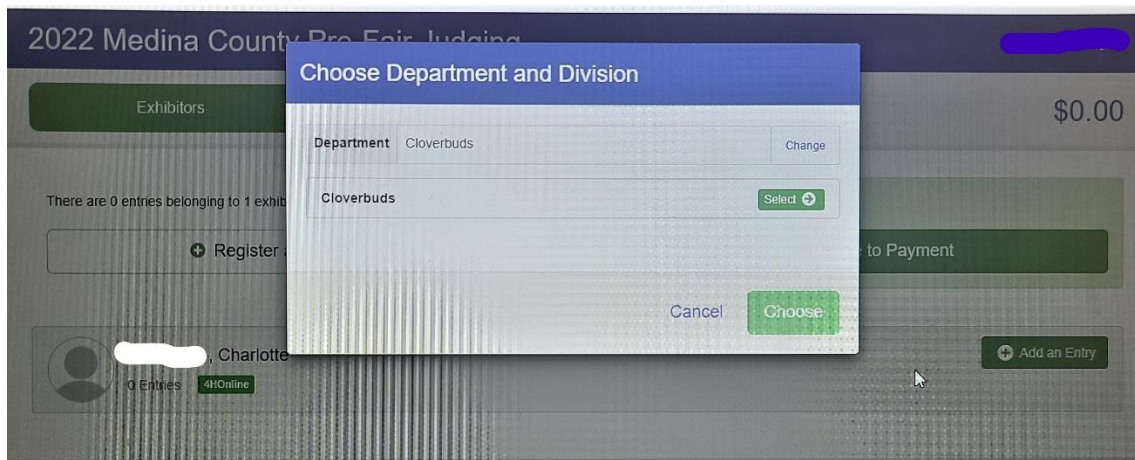 2022 Medina County Pre-Fair Judging
Choose Department and Division
Exhibitors
$0.00
Department Cloverbuds Change
There are 0 entries belonging to 1 exhib
Cloverbuds Select
Register
to Payment
Cancel Choose
, Charlotte
0 Entries 4HOnline
Add an Entry